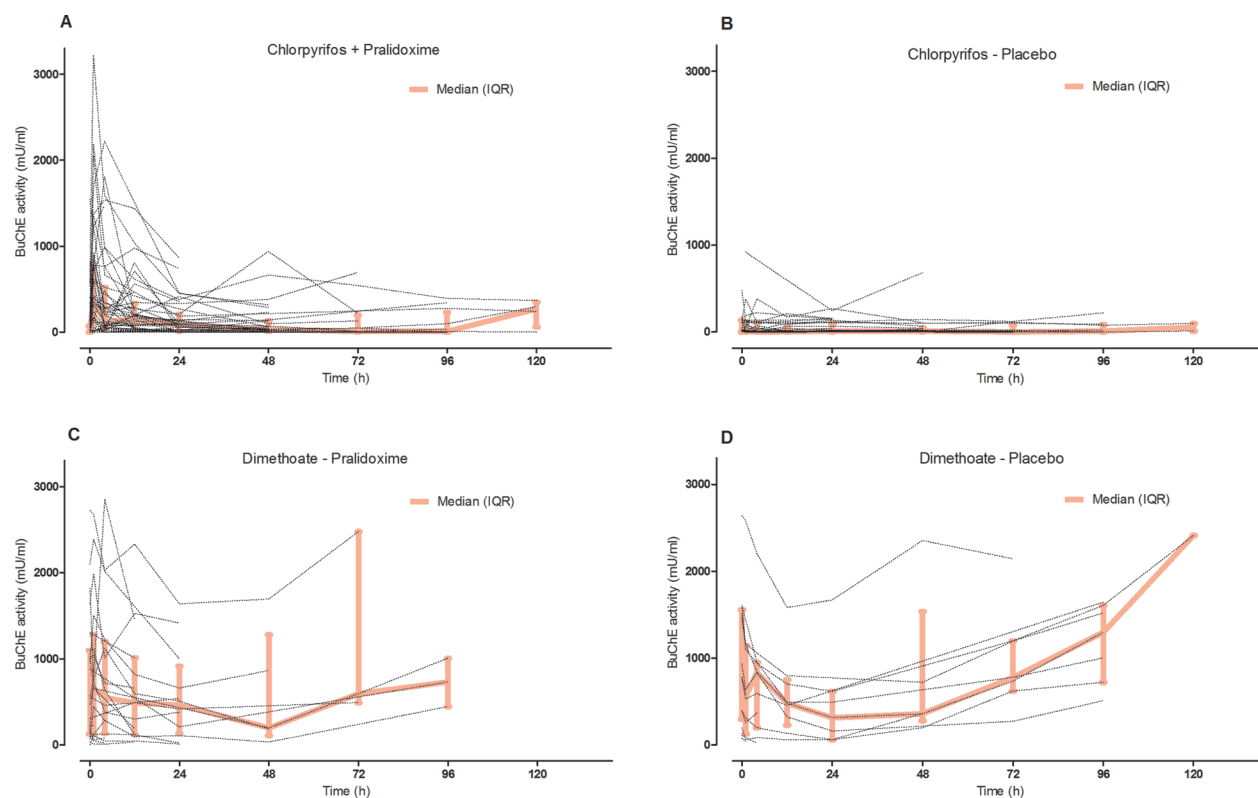 A
Chlorpyrifos + Pralidoxime
Median (IQR)
BuChE activity (mU/ml)
3000
2000
1000
0
0 24 48 72 96 120
Time (h)
B
Chlorpyrifos - Placebo
Median (IQR)
BuChE activity (mU/ml)
3000
2000
1000
0
0 24 48 72 96 120
Time (h)
C
Dimethoate - Pralidoxime
Median (IQR)
BuChE activity (mU/ml)
3000
2000
1000
0
0 24 48 72 96 120
Time (h)
D
Dimethoate - Placebo
Median (IQR)
BuChE activity (mU/ml)
3000
2000
1000
0
0 24 48 72 96 120
Time (h)